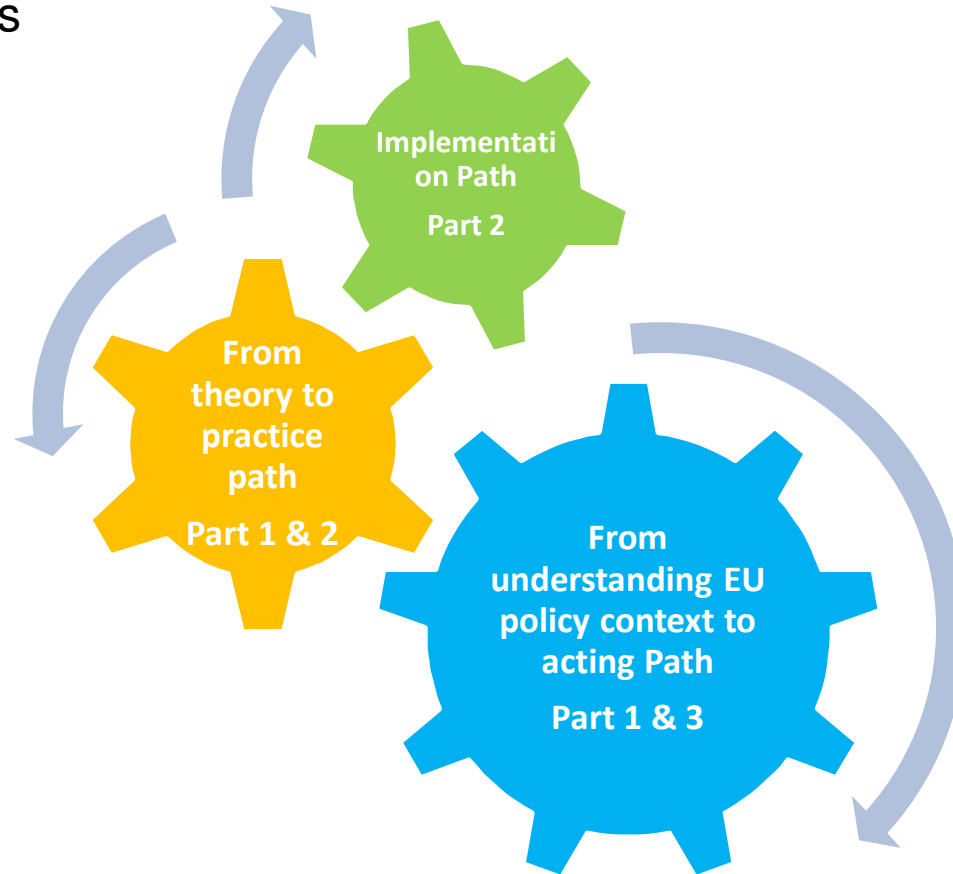 s
Implementati
on Path
Part 2
From
theory to
practice
path
Part 1 & 2
From
understanding EU
policy context to
acting Path
Part 1 & 3